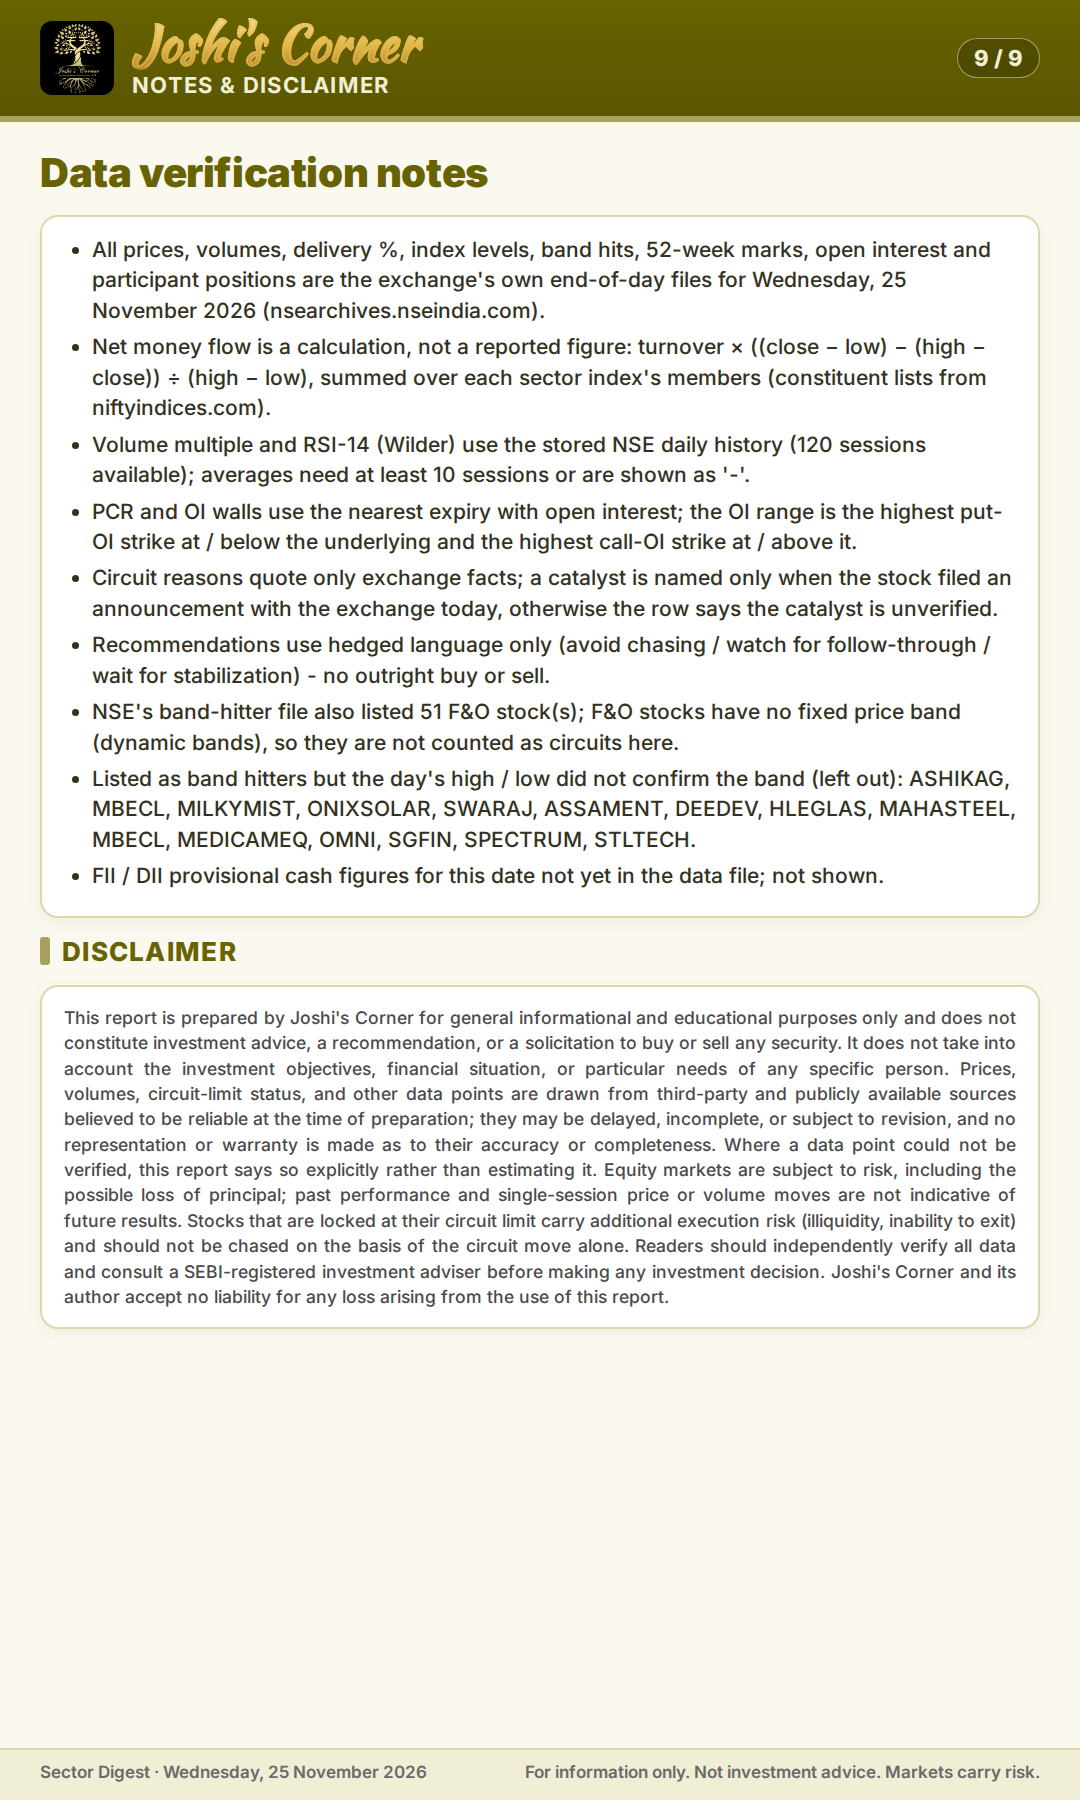 Joshi's Corner
Joshi's Corner
NOTES & DISCLAIMER
9 / 9
Data verification notes
• All prices, volumes, delivery %, index levels, band hits, 52-week marks, open interest and
participant positions are the exchange's own end-of-day files for Wednesday, 25
November 2026 (nsearchives.nseindia.com).
• Net money flow is a calculation, not a reported figure: turnover × ((close − low) − (high −
close)) ÷ (high − low), summed over each sector index's members (constituent lists from
niftyindices.com).
• Volume multiple and RSI-14 (Wilder) use the stored NSE daily history (120 sessions
available); averages need at least 10 sessions or are shown as '-'.
• PCR and OI walls use the nearest expiry with open interest; the OI range is the highest put-
OI strike at / below the underlying and the highest call-OI strike at / above it.
• Circuit reasons quote only exchange facts; a catalyst is named only when the stock filed an
announcement with the exchange today, otherwise the row says the catalyst is unverified.
• Recommendations use hedged language only (avoid chasing / watch for follow-through /
wait for stabilization) - no outright buy or sell.
• NSE's band-hitter file also listed 51 F&O stock(s); F&O stocks have no fixed price band
(dynamic bands), so they are not counted as circuits here.
• Listed as band hitters but the day's high / low did not confirm the band (left out): ASHIKAG,
MBECL, MILKYMIST, ONIXSOLAR, SWARAJ, ASSAMENT, DEEDEV, HLEGLAS, MAHASTEEL,
MBECL, MEDICAMEQ, OMNI, SGFIN, SPECTRUM, STLTECH.
• FII / DII provisional cash figures for this date not yet in the data file; not shown.
DISCLAIMER
This report is prepared by Joshi's Corner for general informational and educational purposes only and does not
constitute investment advice, a recommendation, or a solicitation to buy or sell any security. It does not take into
account the investment objectives, financial situation, or particular needs of any specific person. Prices,
volumes, circuit-limit status, and other data points are drawn from third-party and publicly available sources
believed to be reliable at the time of preparation; they may be delayed, incomplete, or subject to revision, and no
representation or warranty is made as to their accuracy or completeness. Where a data point could not be
verified, this report says so explicitly rather than estimating it. Equity markets are subject to risk, including the
possible loss of principal; past performance and single-session price or volume moves are not indicative of
future results. Stocks that are locked at their circuit limit carry additional execution risk (illiquidity, inability to exit)
and should not be chased on the basis of the circuit move alone. Readers should independently verify all data
and consult a SEBI-registered investment adviser before making any investment decision. Joshi's Corner and its
author accept no liability for any loss arising from the use of this report.
Sector Digest · Wednesday, 25 November 2026
For information only. Not investment advice. Markets carry risk.